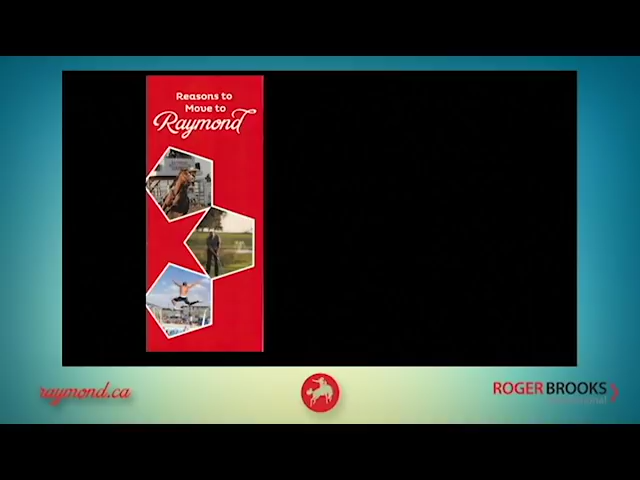 Reasons to
Move to
Raymond
raymond.ca
ROGER BROOKS